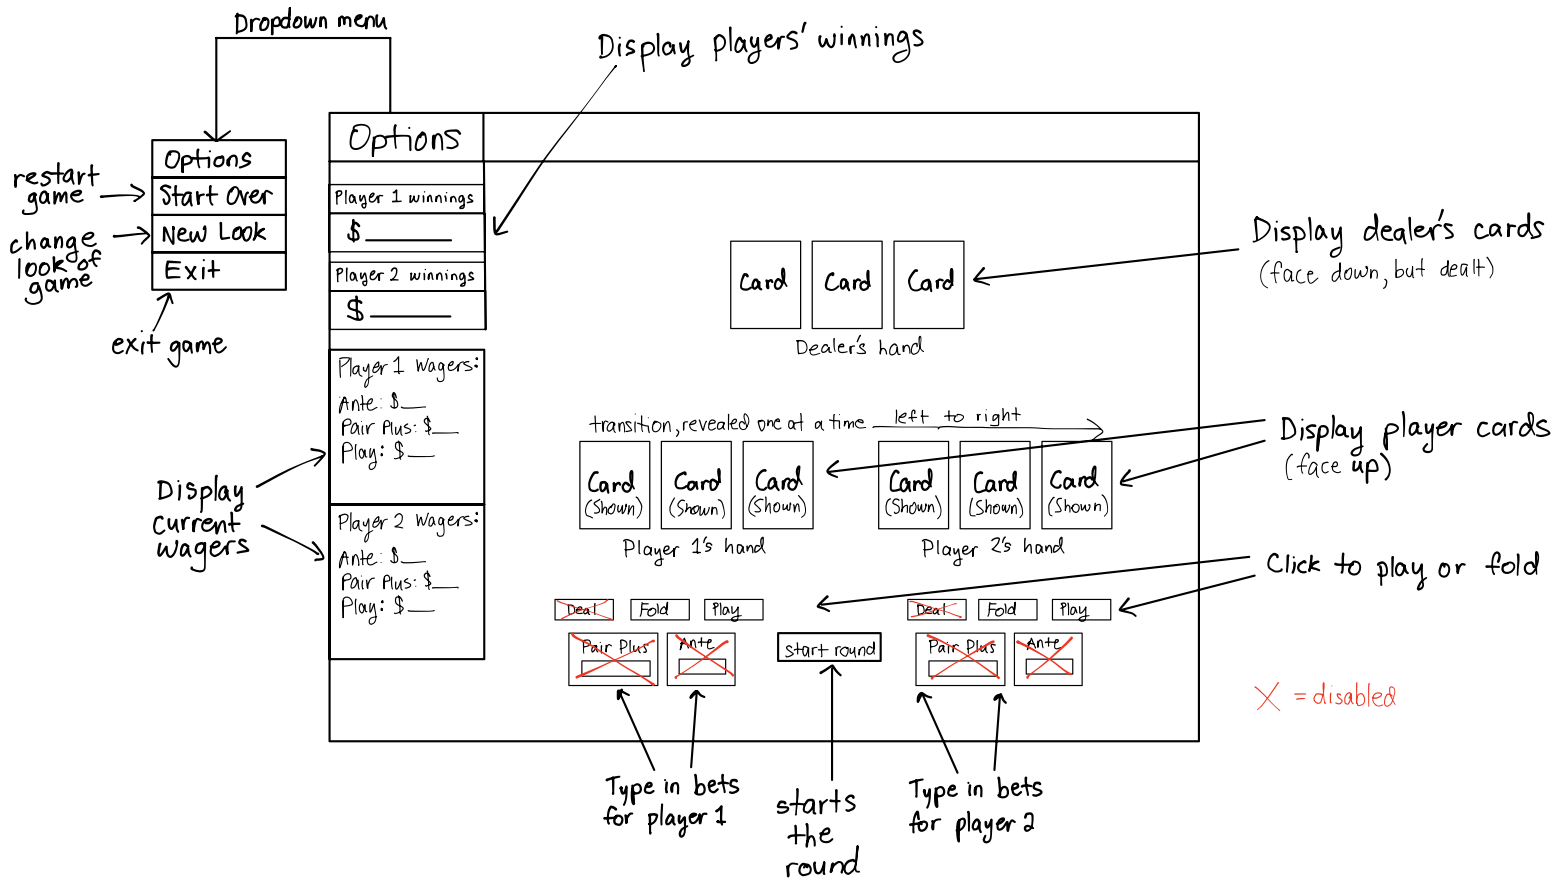 Dropdown menu
Display players' winnings
Options
Options
Start Over
New Look
Exit
restart
game
change
look of
game
exit game
Player 1 winnings
$
Player 2 winnings
$
Player 1 Wagers:
Ante: $
Pair Plus: $
Play: $
Player 2 Wagers:
Ante: $
Pair Plus: $
Play: $
Display
current
wagers
Card Card Card
Dealer's hand
Display dealer's cards
(face down, but dealt)
transition, revealed one at a time left to right
Card Card Card
(Shown) (Shown) (Shown)
Player 1's hand
Card Card Card
(Shown) (Shown) (Shown)
Player 2's hand
Display player cards
(face up)
Click to play or fold
Deal Fold Play
Pair Plus Ante
start round
Deal Fold Play
Pair Plus Ante
X = disabled
Type in bets
for player 1
starts
the
round
Type in bets
for player 2